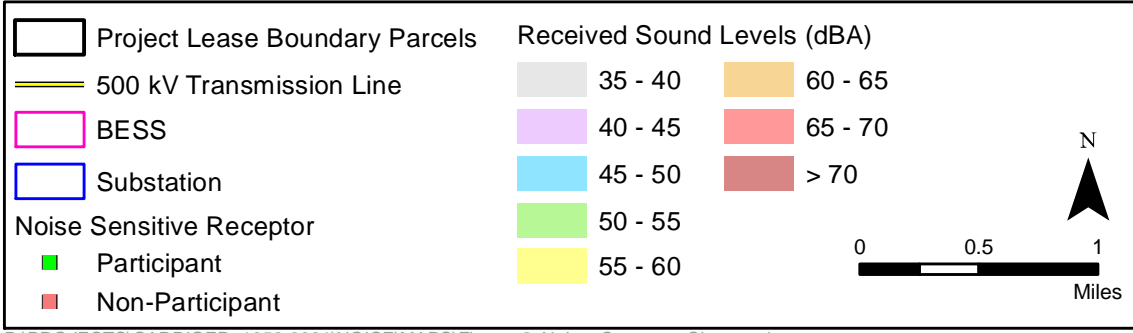 Project Lease Boundary Parcels
500 kV Transmission Line
BESS
Substation
Noise Sensitive Receptor
Participant
Non-Participant
Received Sound Levels (dBA)
35 - 40
40 - 45
45 - 50
50 - 55
55 - 60
60 - 65
65 - 70
> 70
N
0 0.5 1
Miles